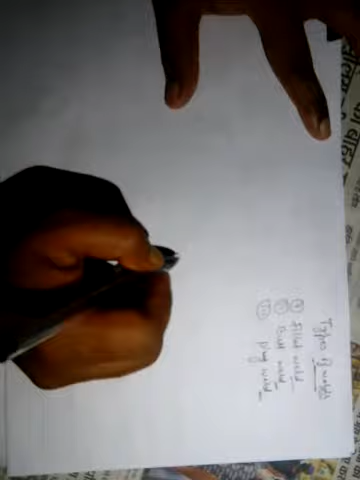 Types of welds
(i) fillet weld
(ii) Butt weld
(iii) plug weld